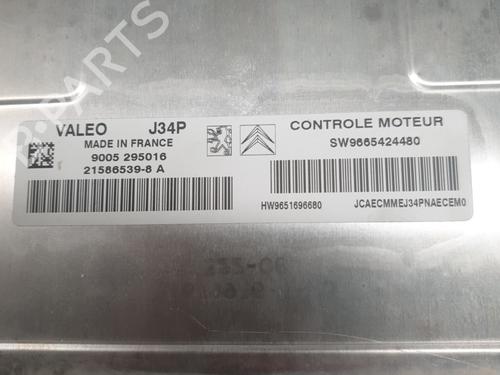 VALEO J34P
MADE IN FRANCE
9005 295016
21586539-8 A
CONTROLE MOTEUR
SW9665424480
HW9651696680 JCAECMMEJ34PNAECEM0
B-PARTS